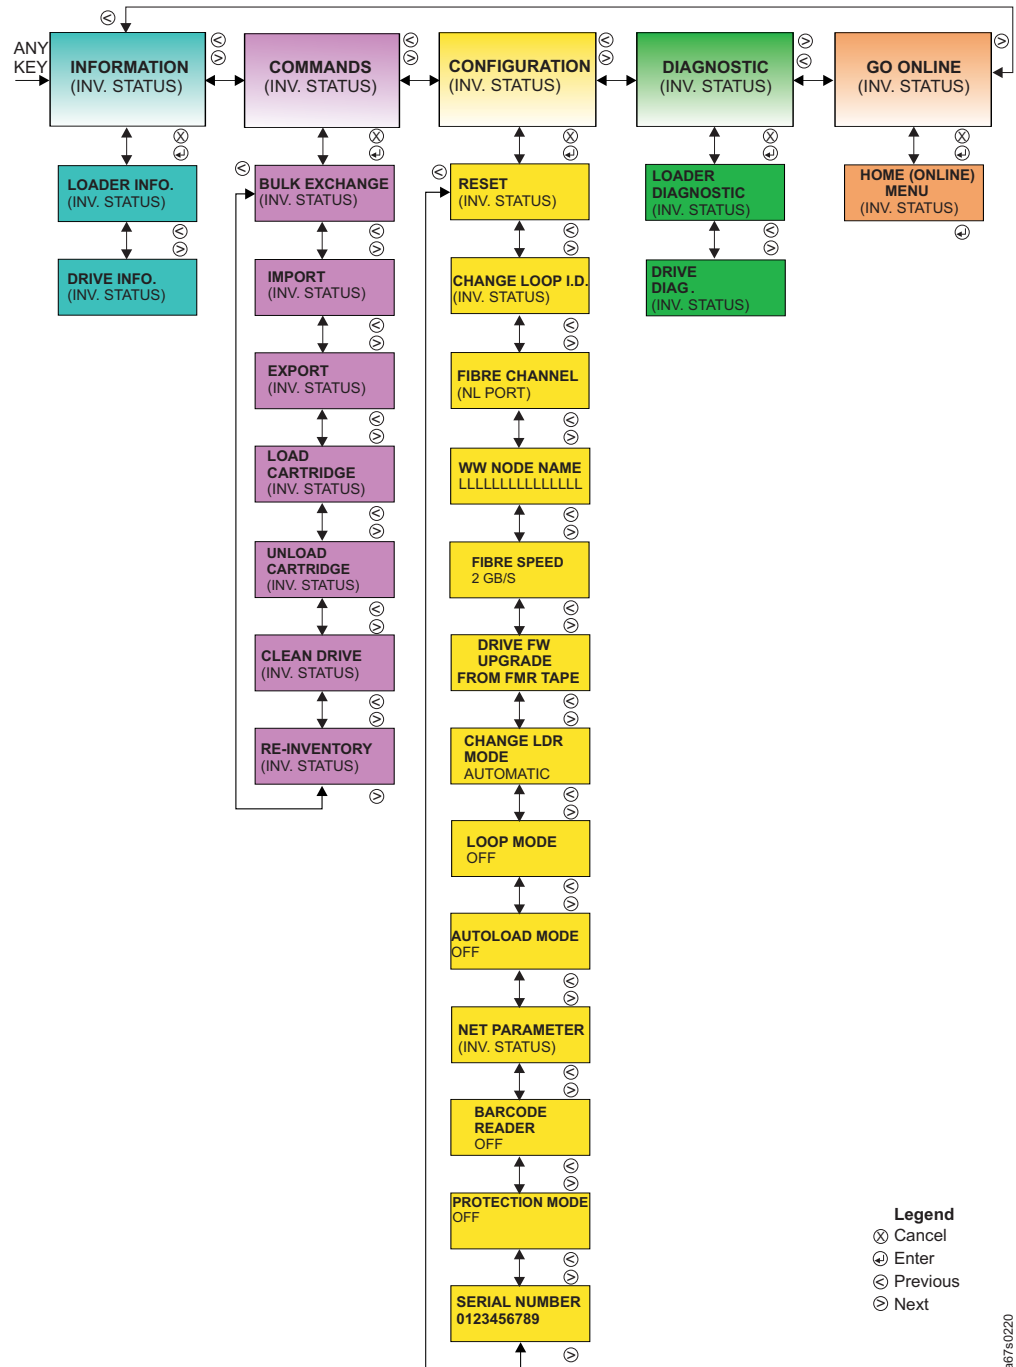 ANY
KEY
INFORMATION
(INV. STATUS)
COMMANDS
(INV. STATUS)
CONFIGURATION
(INV. STATUS)
DIAGNOSTIC
(INV. STATUS)
GO ONLINE
(INV. STATUS)
LOADER INFO.
(INV. STATUS)
DRIVE INFO.
(INV. STATUS)
BULK EXCHANGE
(INV. STATUS)
IMPORT
(INV. STATUS)
EXPORT
(INV. STATUS)
LOAD
CARTRIDGE
(INV. STATUS)
UNLOAD
CARTRIDGE
(INV. STATUS)
CLEAN DRIVE
(INV. STATUS)
RE-INVENTORY
(INV. STATUS)
RESET
(INV. STATUS)
CHANGE LOOP I.D.
(INV. STATUS)
FIBRE CHANNEL
(NL PORT)
WW NODE NAME
LLLLLLLLLLLLLLL
FIBRE SPEED
2 GB/S
DRIVE FW
UPGRADE
FROM FMR TAPE
CHANGE LDR
MODE
AUTOMATIC
LOOP MODE
OFF
AUTOLOAD MODE
OFF
NET PARAMETER
(INV. STATUS)
BARCODE
READER
OFF
PROTECTION MODE
OFF
SERIAL NUMBER
0123456789
LOADER
DIAGNOSTIC
(INV. STATUS)
DRIVE
DIAG.
(INV. STATUS)
HOME (ONLINE)
MENU
(INV. STATUS)
Legend
Cancel
Enter
Previous
Next
a67s0220